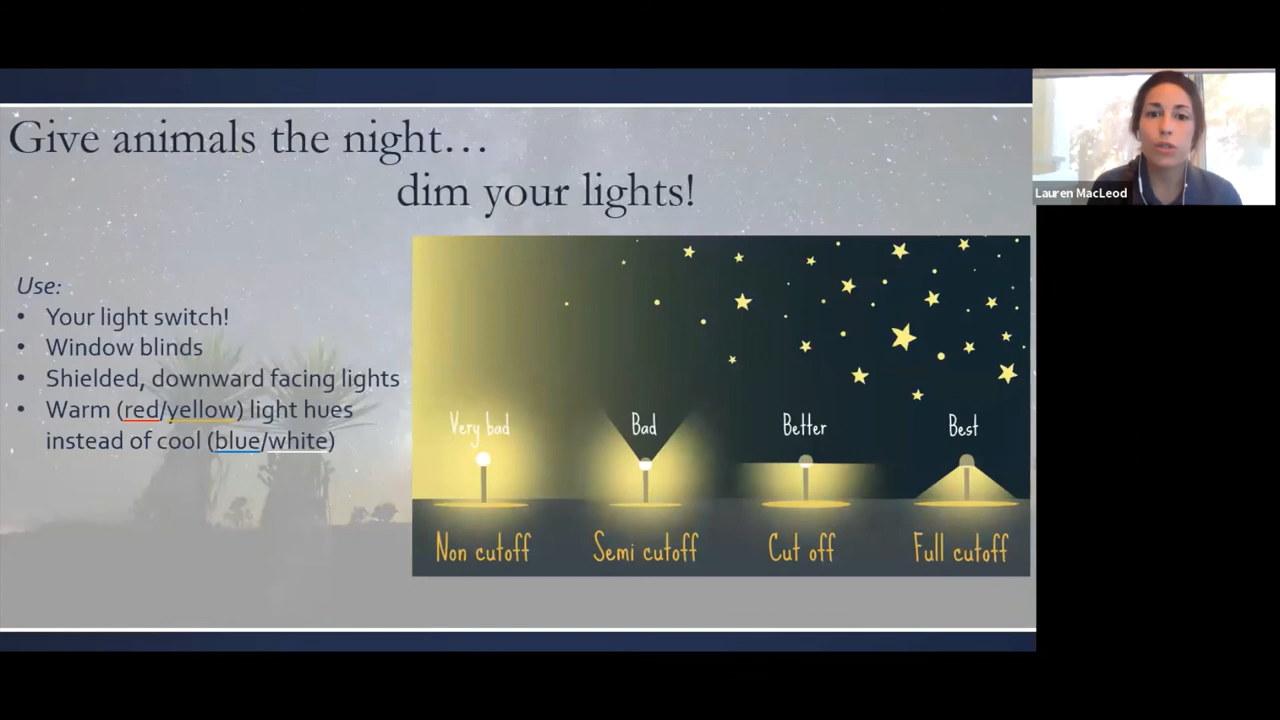 Give animals the night…
dim your lights!
Lauren MacLeod
Use:
• Your light switch!
• Window blinds
• Shielded, downward facing lights
• Warm (red/yellow) light hues
instead of cool (blue/white)
Very bad
Bad
Better
Best
Non cutoff
Semi cutoff
Cut off
Full cutoff